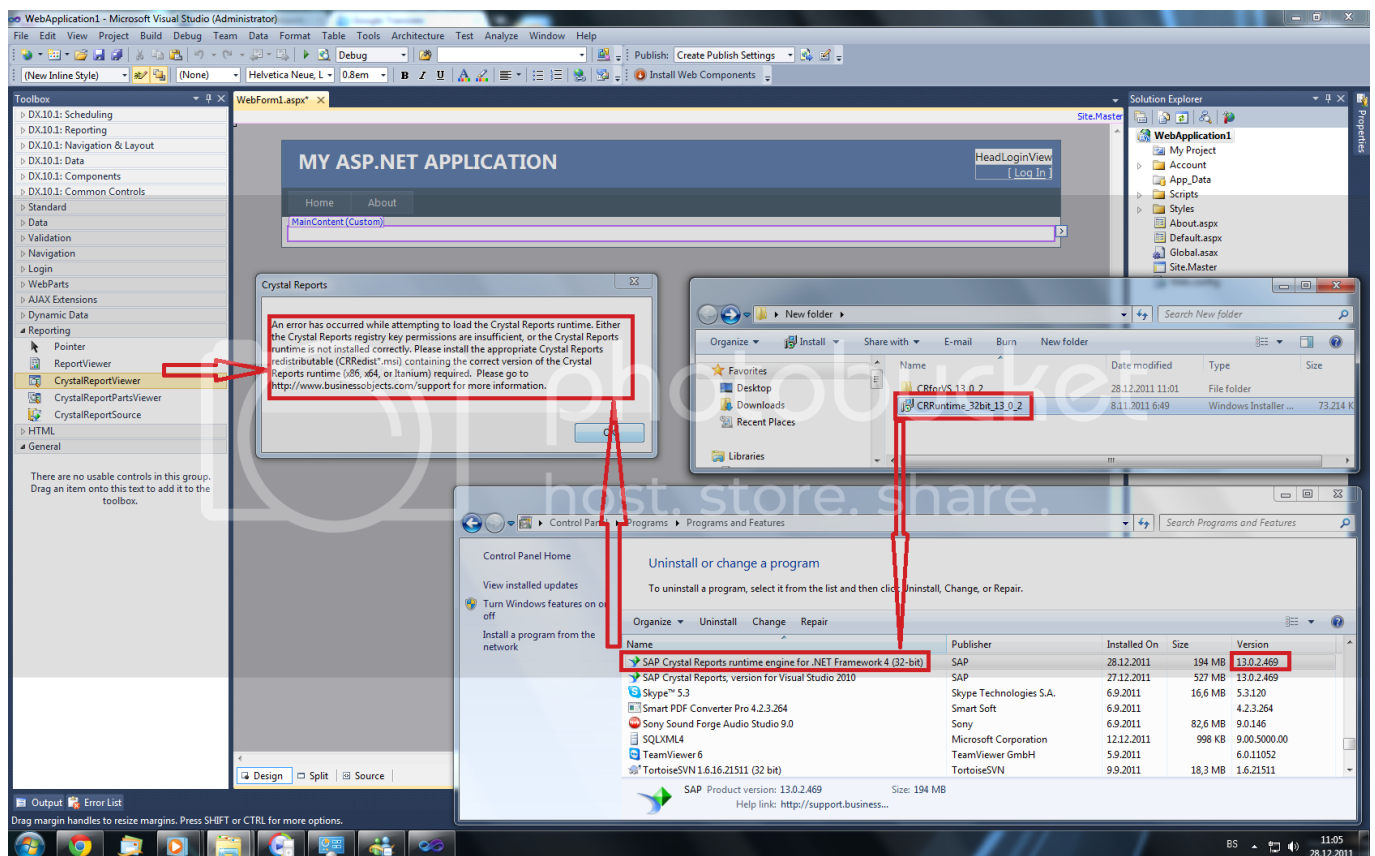 WebApplication1 - Microsoft Visual Studio (Administrator)
File Edit View Project Build Debug Team Data Format Table Tools Architecture Test Analyze Window Help
Debug
Publish: Create Publish Settings
(New Inline Style) (None) Helvetica Neue, L 0.8em B I U A Install Web Components
Toolbox
DX.10.1: Scheduling
DX.10.1: Reporting
DX.10.1: Navigation & Layout
DX.10.1: Data
DX.10.1: Components
DX.10.1: Common Controls
Standard
Data
Validation
Navigation
Login
WebParts
AJAX Extensions
Dynamic Data
Reporting
Pointer
ReportViewer
CrystalReportViewer
CrystalReportPartsViewer
CrystalReportSource
HTML
General
There are no usable controls in this group.
Drag an item onto this text to add it to the
toolbox.
WebForm1.aspx*
Site.Master
MY ASP.NET APPLICATION
HeadLoginView
[ Log In ]
Home About
MainContent (Custom)
Solution Explorer
WebApplication1
My Project
Account
App_Data
Scripts
Styles
About.aspx
Default.aspx
Global.asax
Site.Master
Properties
Crystal Reports
An error has occurred while attempting to load the Crystal Reports runtime. Either
the Crystal Reports registry key permissions are insufficient, or the Crystal Reports
runtime is not installed correctly. Please install the appropriate Crystal Reports
redistributable (CRRedist*.msi) containing the correct version of the Crystal
Reports runtime (x86, x64, or Itanium) required. Please go to
http://www.businessobjects.com/support for more information.
New folder
Search New folder
Organize Install Share with E-mail Burn New folder
Favorites
Desktop
Downloads
Recent Places
Libraries
Name Date modified Type Size
CRforVS_13_0_2 28.12.2011 11:01 File folder
CRRuntime_32bit_13_0_2 8.11.2011 6:49 Windows Installer ... 73.214 K
photobucket
host. store. share.
Control Panel Programs Programs and Features
Search Programs and Features
Control Panel Home
View installed updates
Turn Windows features on or
off
Install a program from the
network
Uninstall or change a program
To uninstall a program, select it from the list and then click Uninstall, Change, or Repair.
Organize Uninstall Change Repair
Name Publisher Installed On Size Version
SAP Crystal Reports runtime engine for .NET Framework 4 (32-bit) SAP 28.12.2011 194 MB 13.0.2.469
SAP Crystal Reports, version for Visual Studio 2010 SAP 27.12.2011 527 MB 13.0.2.469
Skype™ 5.3 Skype Technologies S.A. 6.9.2011 16,6 MB 5.3.120
Smart PDF Converter Pro 4.2.3.264 Smart Soft 6.9.2011 4.2.3.264
Sony Sound Forge Audio Studio 9.0 Sony 6.9.2011 82,6 MB 9.0.146
SQLXML4 Microsoft Corporation 12.12.2011 998 KB 9.00.5000.00
TeamViewer 6 TeamViewer GmbH 5.9.2011 6.0.11052
TortoiseSVN 1.6.16.21511 (32 bit) TortoiseSVN 9.9.2011 18,3 MB 1.6.21511
SAP Product version: 13.0.2.469 Size: 194 MB
Help link: http://support.business...
Design Split Source
Output Error List
Drag margin handles to resize margins. Press SHIFT or CTRL for more options.
BS
11:05
28.12.2011